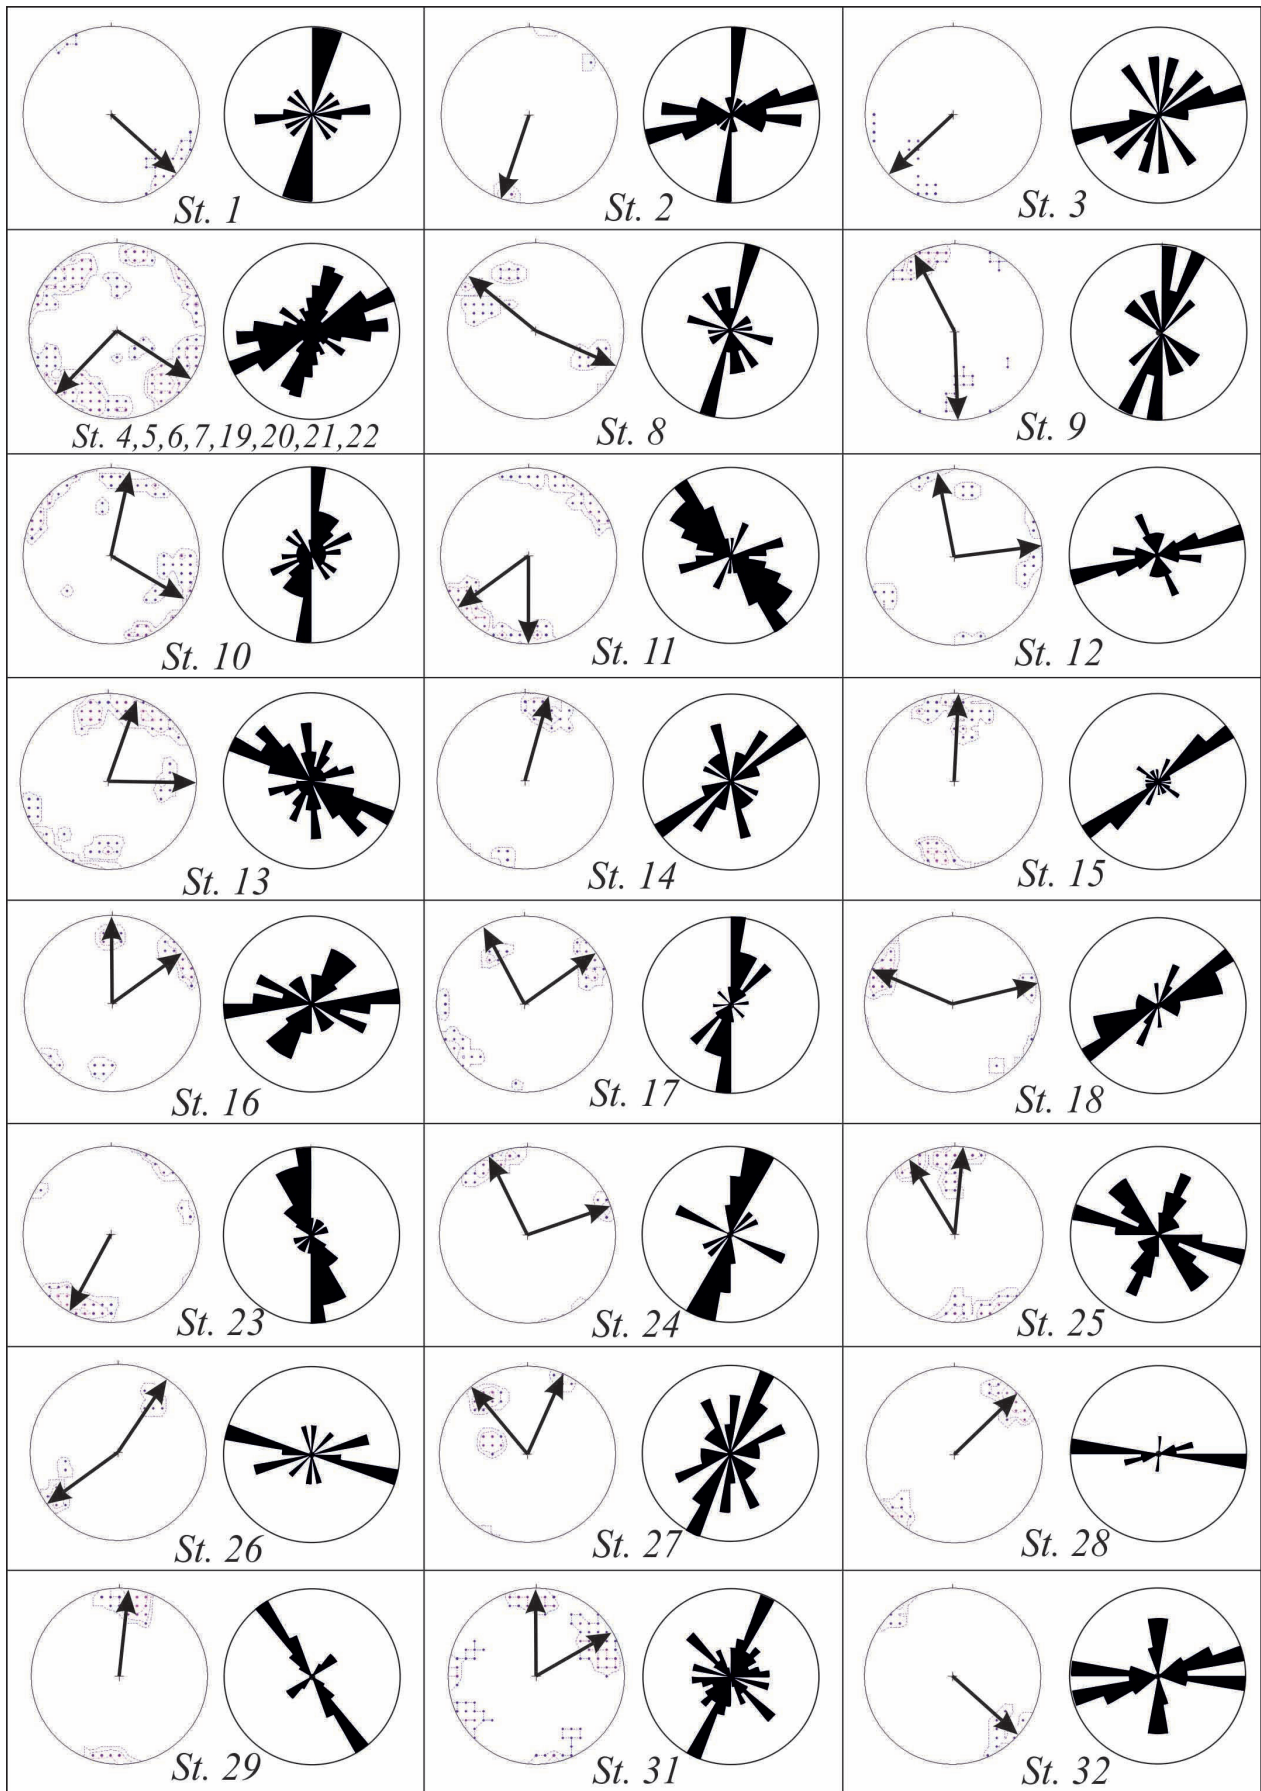 St. 1
St. 2
St. 3
St. 4,5,6,7,19,20,21,22
St. 8
St. 9
St. 10
St. 11
St. 12
St. 13
St. 14
St. 15
St. 16
St. 17
St. 18
St. 23
St. 24
St. 25
St. 26
St. 27
St. 28
St. 29
St. 31
St. 32